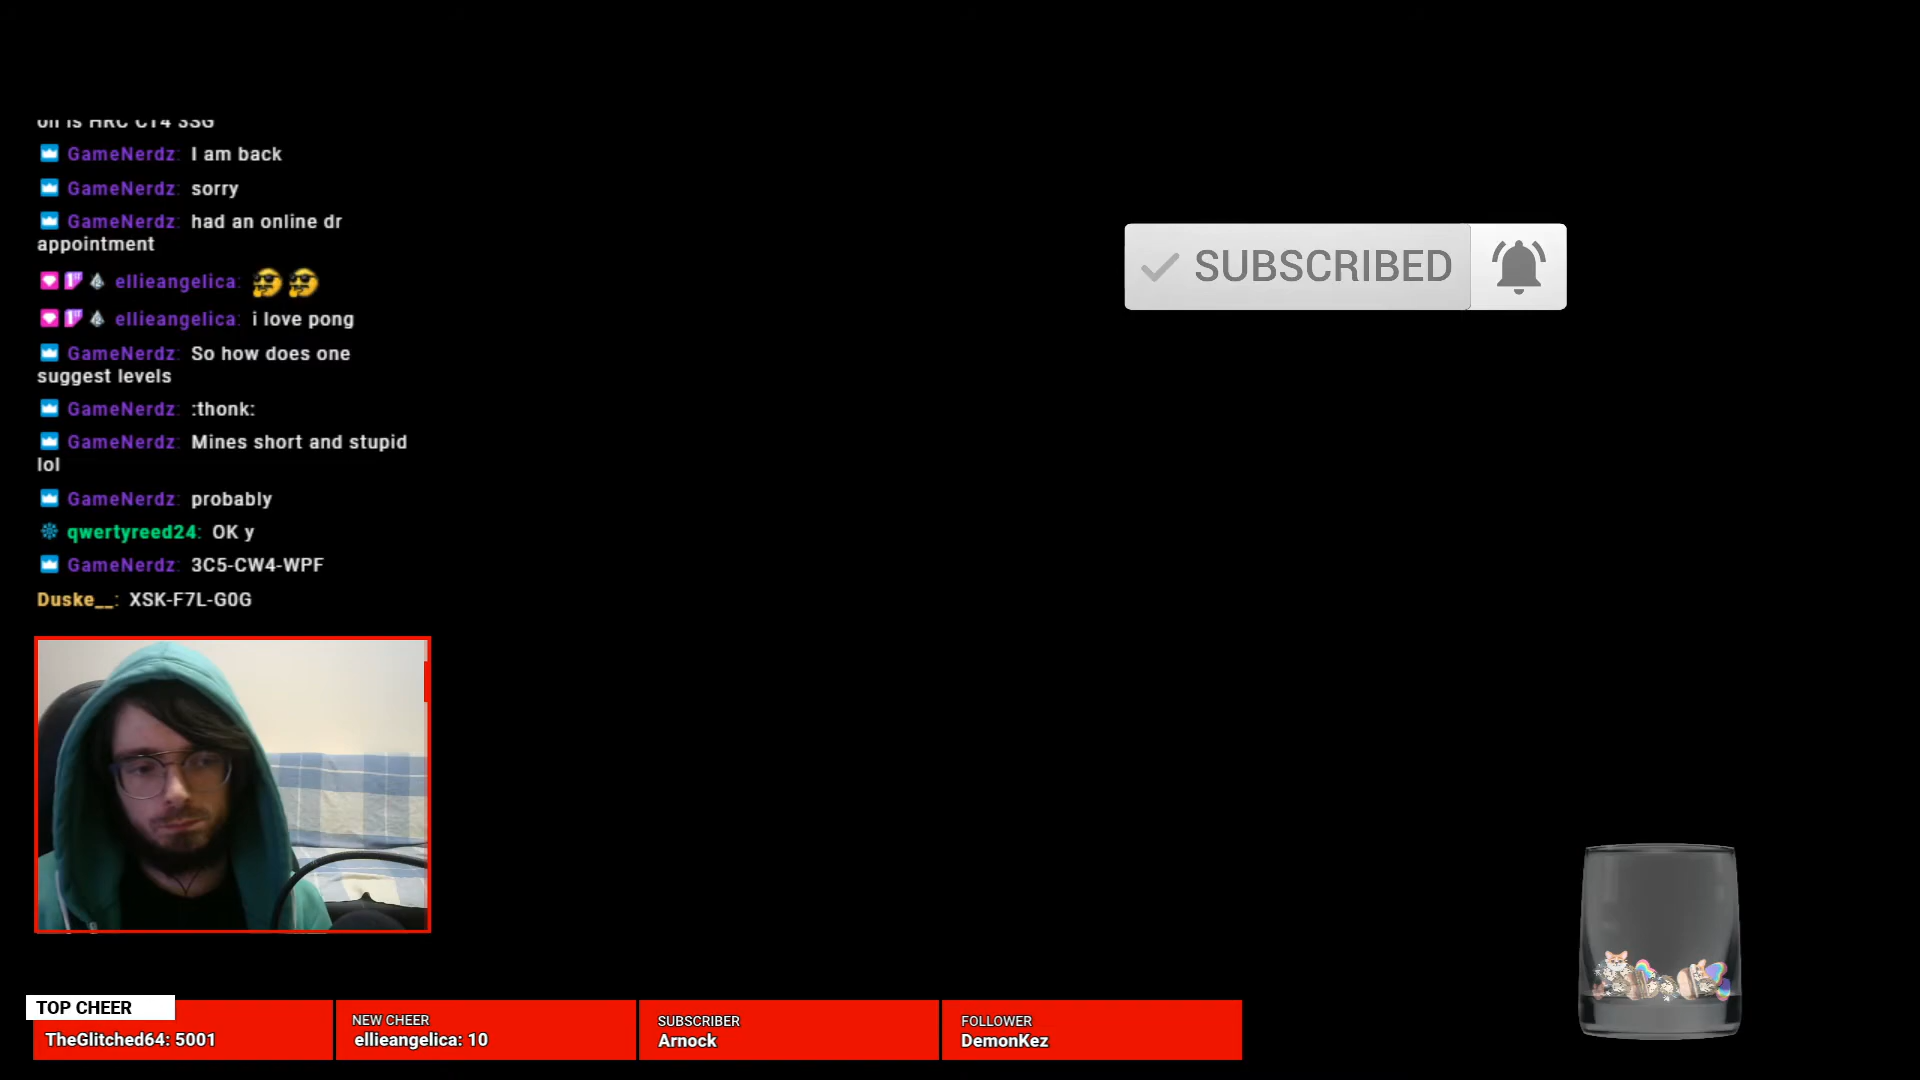 GameNerdz: I am back
GameNerdz: sorry
GameNerdz: had an online dr
appointment
ellieangelica:
ellieangelica: i love pong
GameNerdz: So how does one
suggest levels
GameNerdz: :thonk:
GameNerdz: Mines short and stupid
lol
GameNerdz: probably
qwertyreed24: OK y
GameNerdz: 3C5-CW4-WPF
Duske__: XSK-F7L-G0G
SUBSCRIBED
TOP CHEER
TheGlitched64: 5001
NEW CHEER
ellieangelica: 10
SUBSCRIBER
Arnock
FOLLOWER
DemonKez